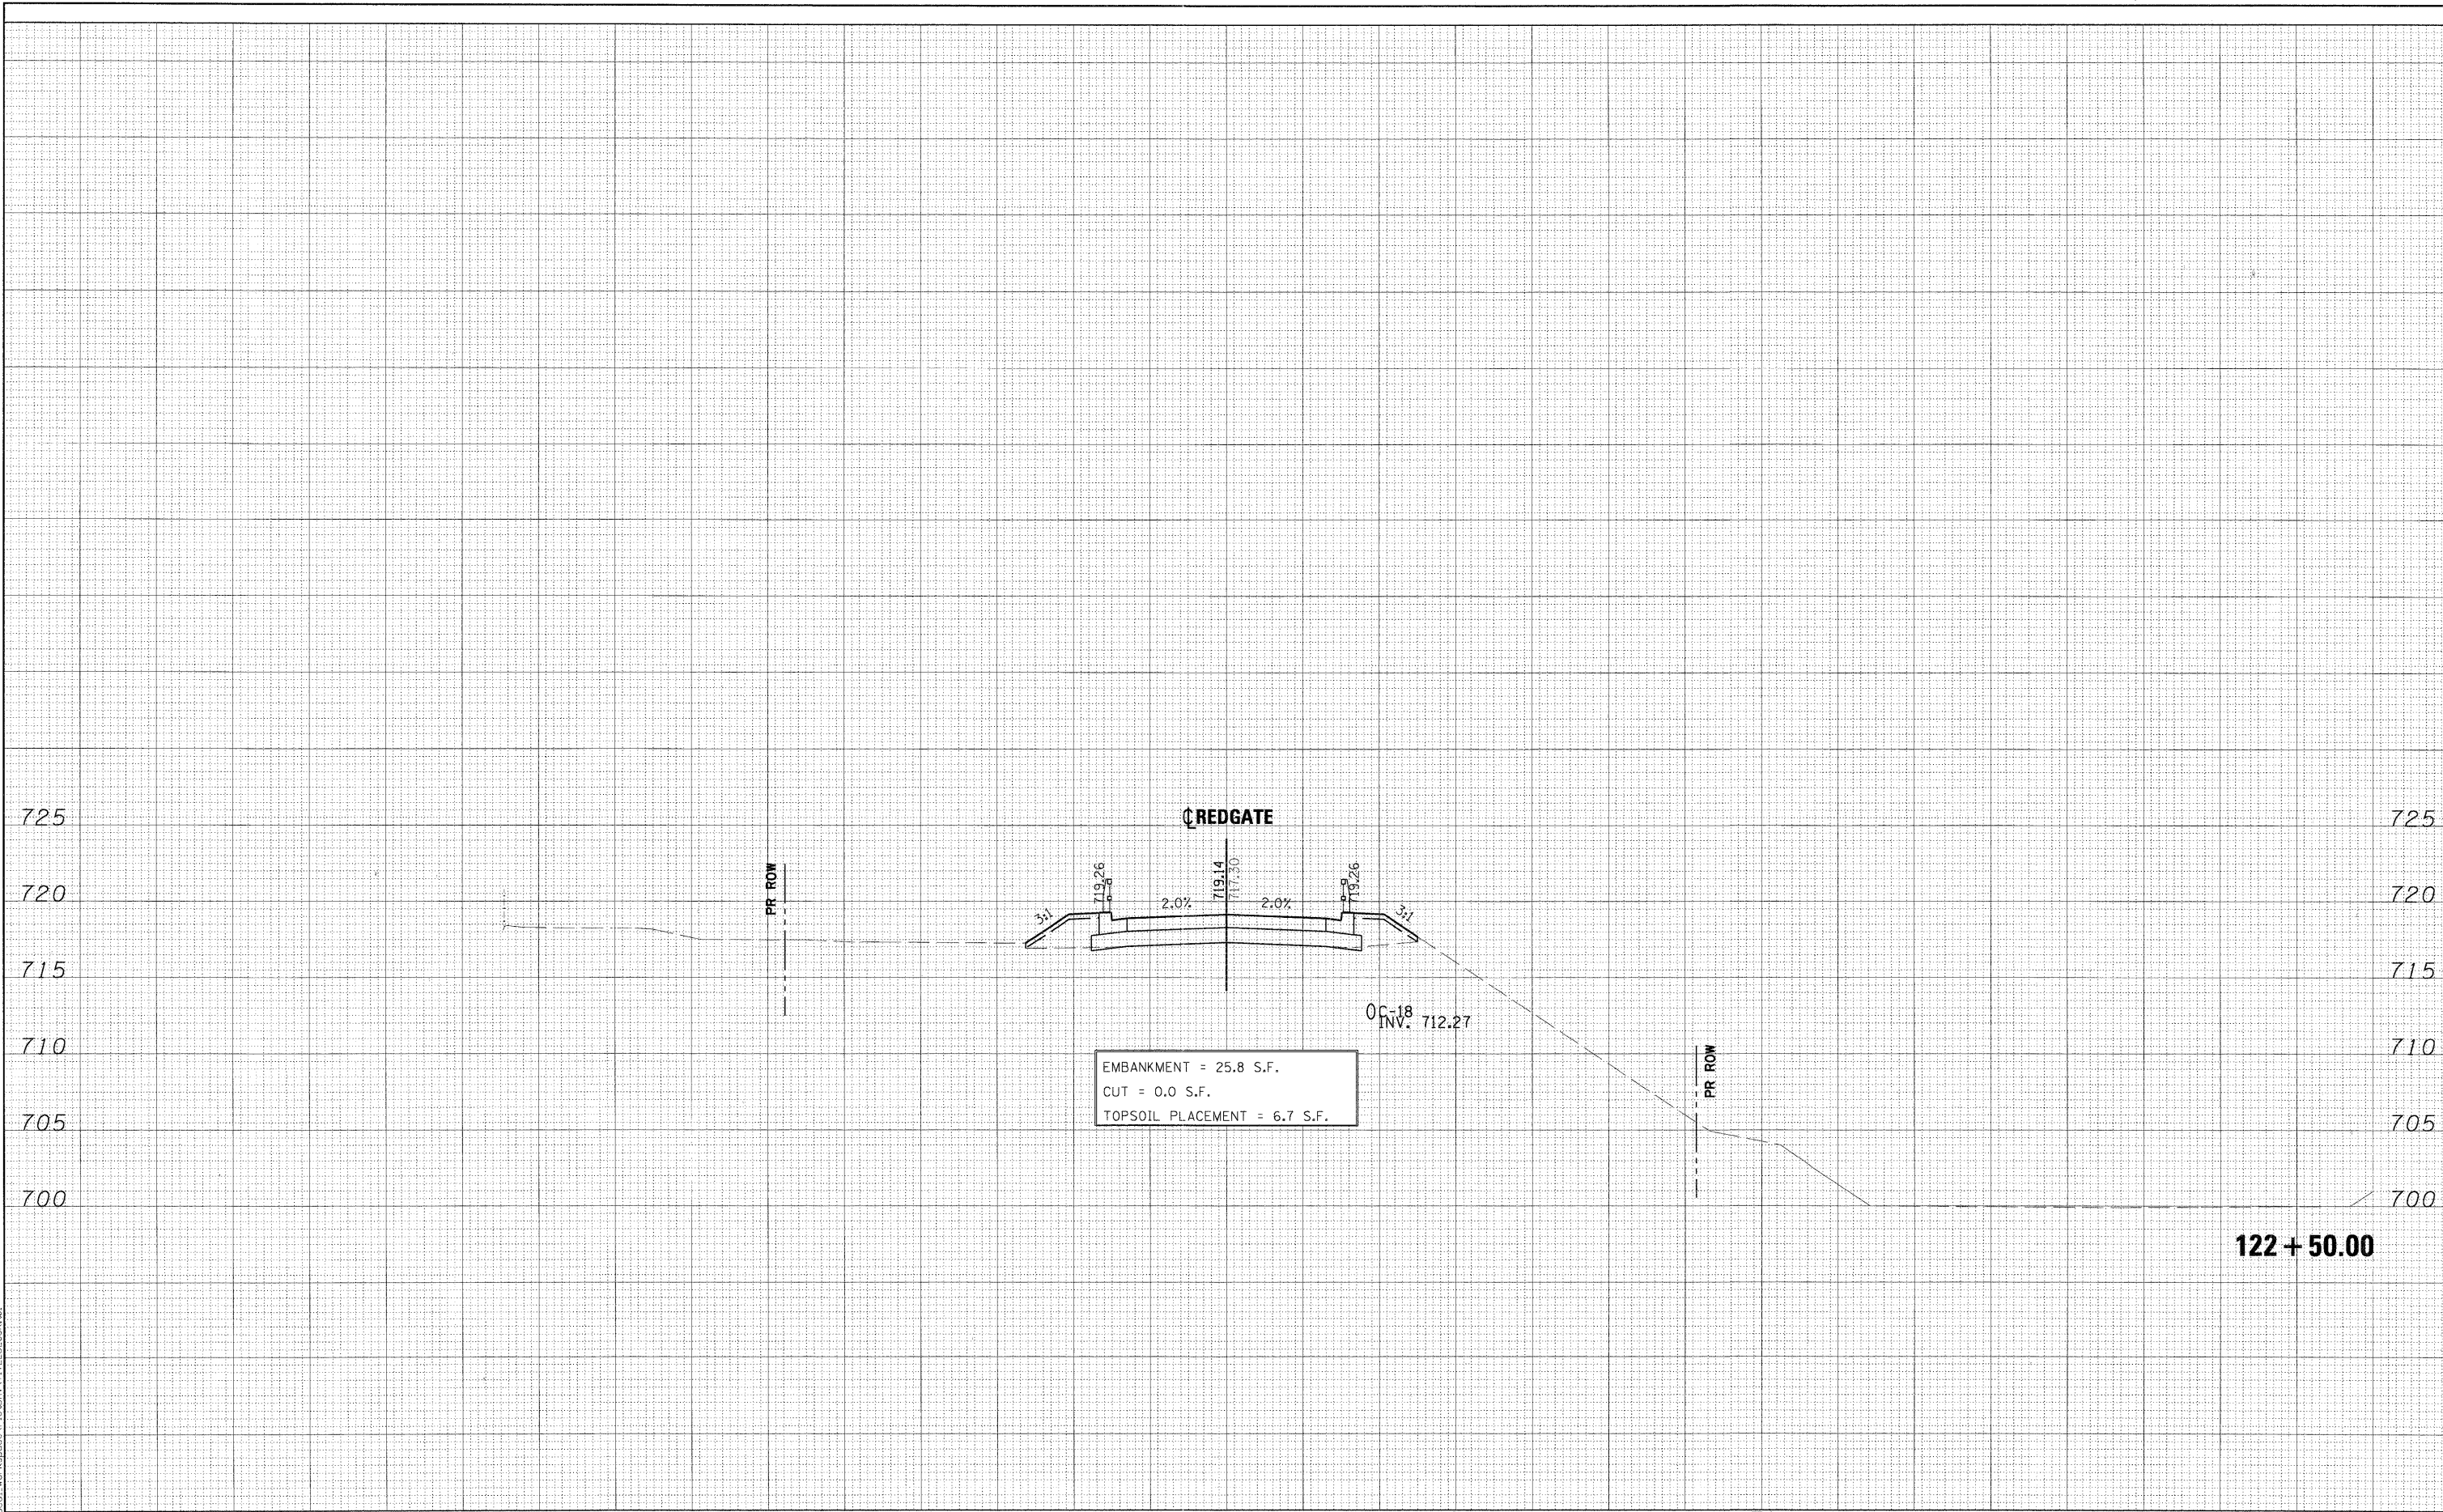 725
720
715
710
705
700
PR ROW
℄ REDGATE
719.26
719.14
717.30
719.26
3:1
2.0%
2.0%
3:1
OC-18
INV. 712.27
EMBANKMENT = 25.8 S.F.
CUT = 0.0 S.F.
TOPSOIL PLACEMENT = 6.7 S.F.
PR ROW
725
720
715
710
705
700
122 + 50.00